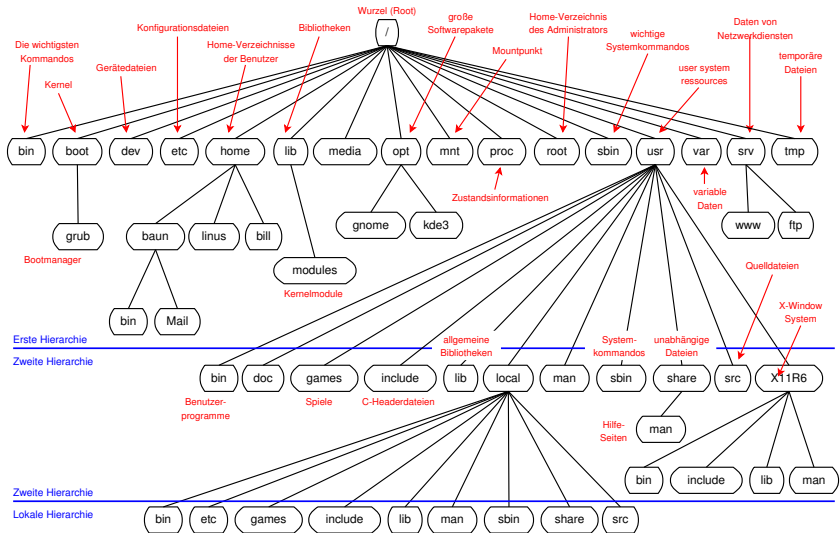 Wurzel (Root)
/
Die wichtigsten
Kommandos
Kernel
Gerätedateien
Konfigurationsdateien
Home-Verzeichnisse
der Benutzer
Bibliotheken
große
Softwarepakete
Mountpunkt
Home-Verzeichnis
des Administrators
wichtige
Systemkommandos
user system
ressources
Daten von
Netzwerkdiensten
temporäre
Dateien
bin
boot
dev
etc
home
lib
media
opt
mnt
proc
root
sbin
usr
var
srv
tmp
Zustandsinformationen
variable
Daten
grub
Bootmanager
baun
linus
bill
modules
Kernelmodule
gnome
kde3
www
ftp
bin
Mail
Quelldateien
X-Window
System
Erste Hierarchie
Zweite Hierarchie
allgemeine
Bibliotheken
System-
kommandos
unabhängige
Dateien
bin
doc
games
include
lib
local
man
sbin
share
src
X11R6
Benutzer-
programme
Spiele
C-Headerdateien
Hilfe-
Seiten
man
bin
include
lib
man
Zweite Hierarchie
Lokale Hierarchie
bin
etc
games
include
lib
man
sbin
share
src